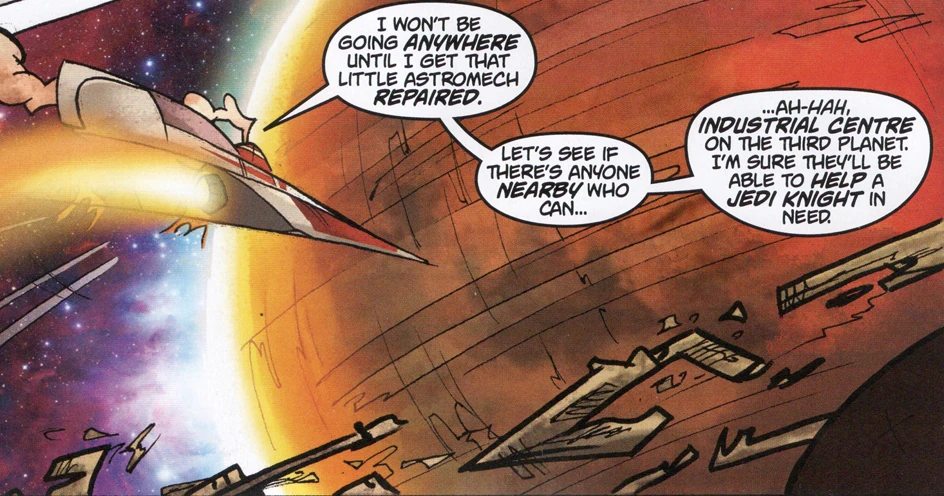 I WON'T BE
GOING ANYWHERE
UNTIL I GET THAT
LITTLE ASTROMECH
REPAIRED.
LET'S SEE IF
THERE'S ANYONE
NEARBY WHO
CAN...
...AH-HAH,
INDUSTRIAL CENTRE
ON THE THIRD PLANET.
I'M SURE THEY'LL BE
ABLE TO HELP A
JEDI KNIGHT IN
NEED.